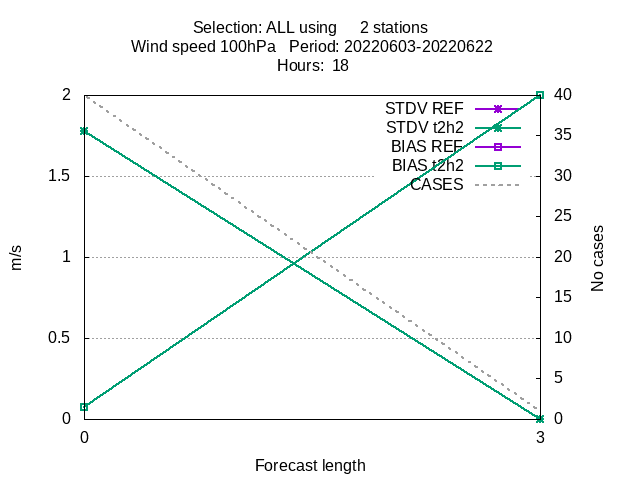 Selection: ALL using      2 stations
Wind speed 100hPa   Period: 20220603-20220622
Hours:  18
2
1.5
1
0.5
0
m/s
40
35
30
25
20
15
10
5
0
No cases
STDV REF
STDV t2h2
BIAS REF
BIAS t2h2
CASES
0
3
Forecast length